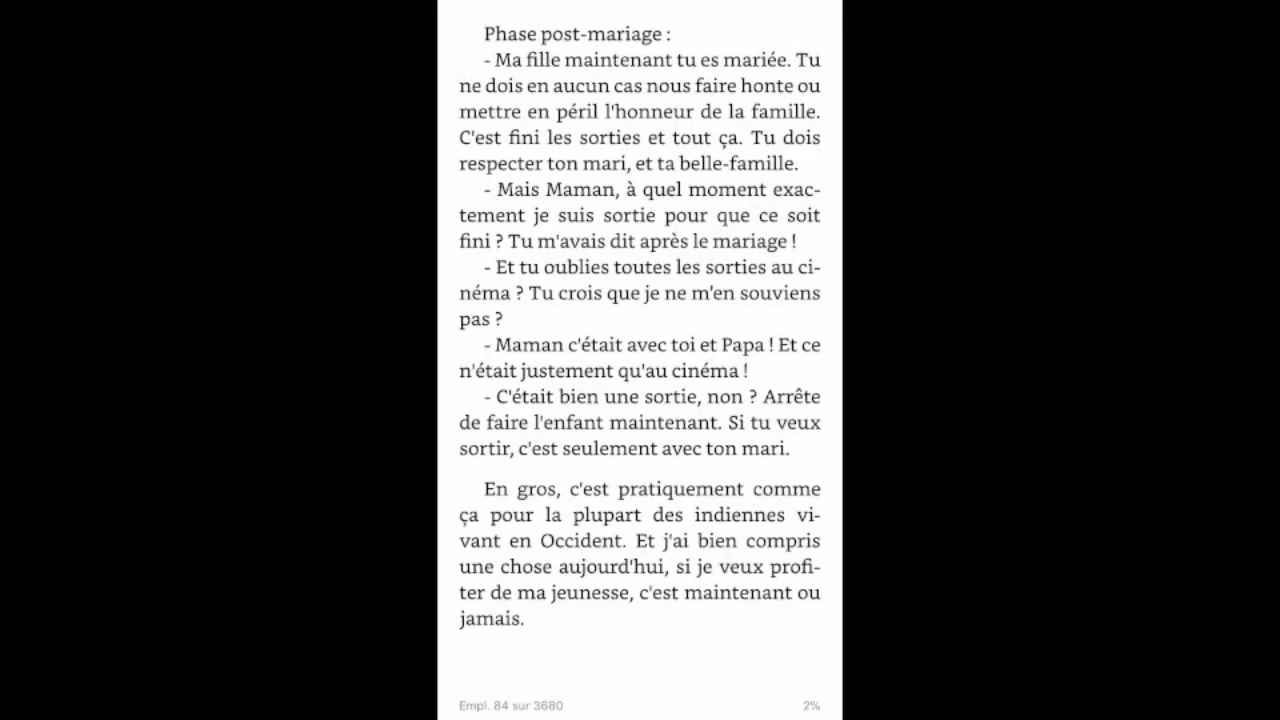 Phase post-mariage :
- Ma fille maintenant tu es mariée. Tu
ne dois en aucun cas nous faire honte ou
mettre en péril l'honneur de la famille.
C'est fini les sorties et tout ça. Tu dois
respecter ton mari, et ta belle-famille.
- Mais Maman, à quel moment exac-
tement je suis sortie pour que ce soit
fini ? Tu m'avais dit après le mariage !
- Et tu oublies toutes les sorties au ci-
néma ? Tu crois que je ne m'en souviens
pas ?
- Maman c'était avec toi et Papa ! Et ce
n'était justement qu'au cinéma !
- C'était bien une sortie, non ? Arrête
de faire l'enfant maintenant. Si tu veux
sortir, c'est seulement avec ton mari.
En gros, c'est pratiquement comme
ça pour la plupart des indiennes vi-
vant en Occident. Et j'ai bien compris
une chose aujourd'hui, si je veux profi-
ter de ma jeunesse, c'est maintenant ou
jamais.
Empl. 84 sur 3680 2%